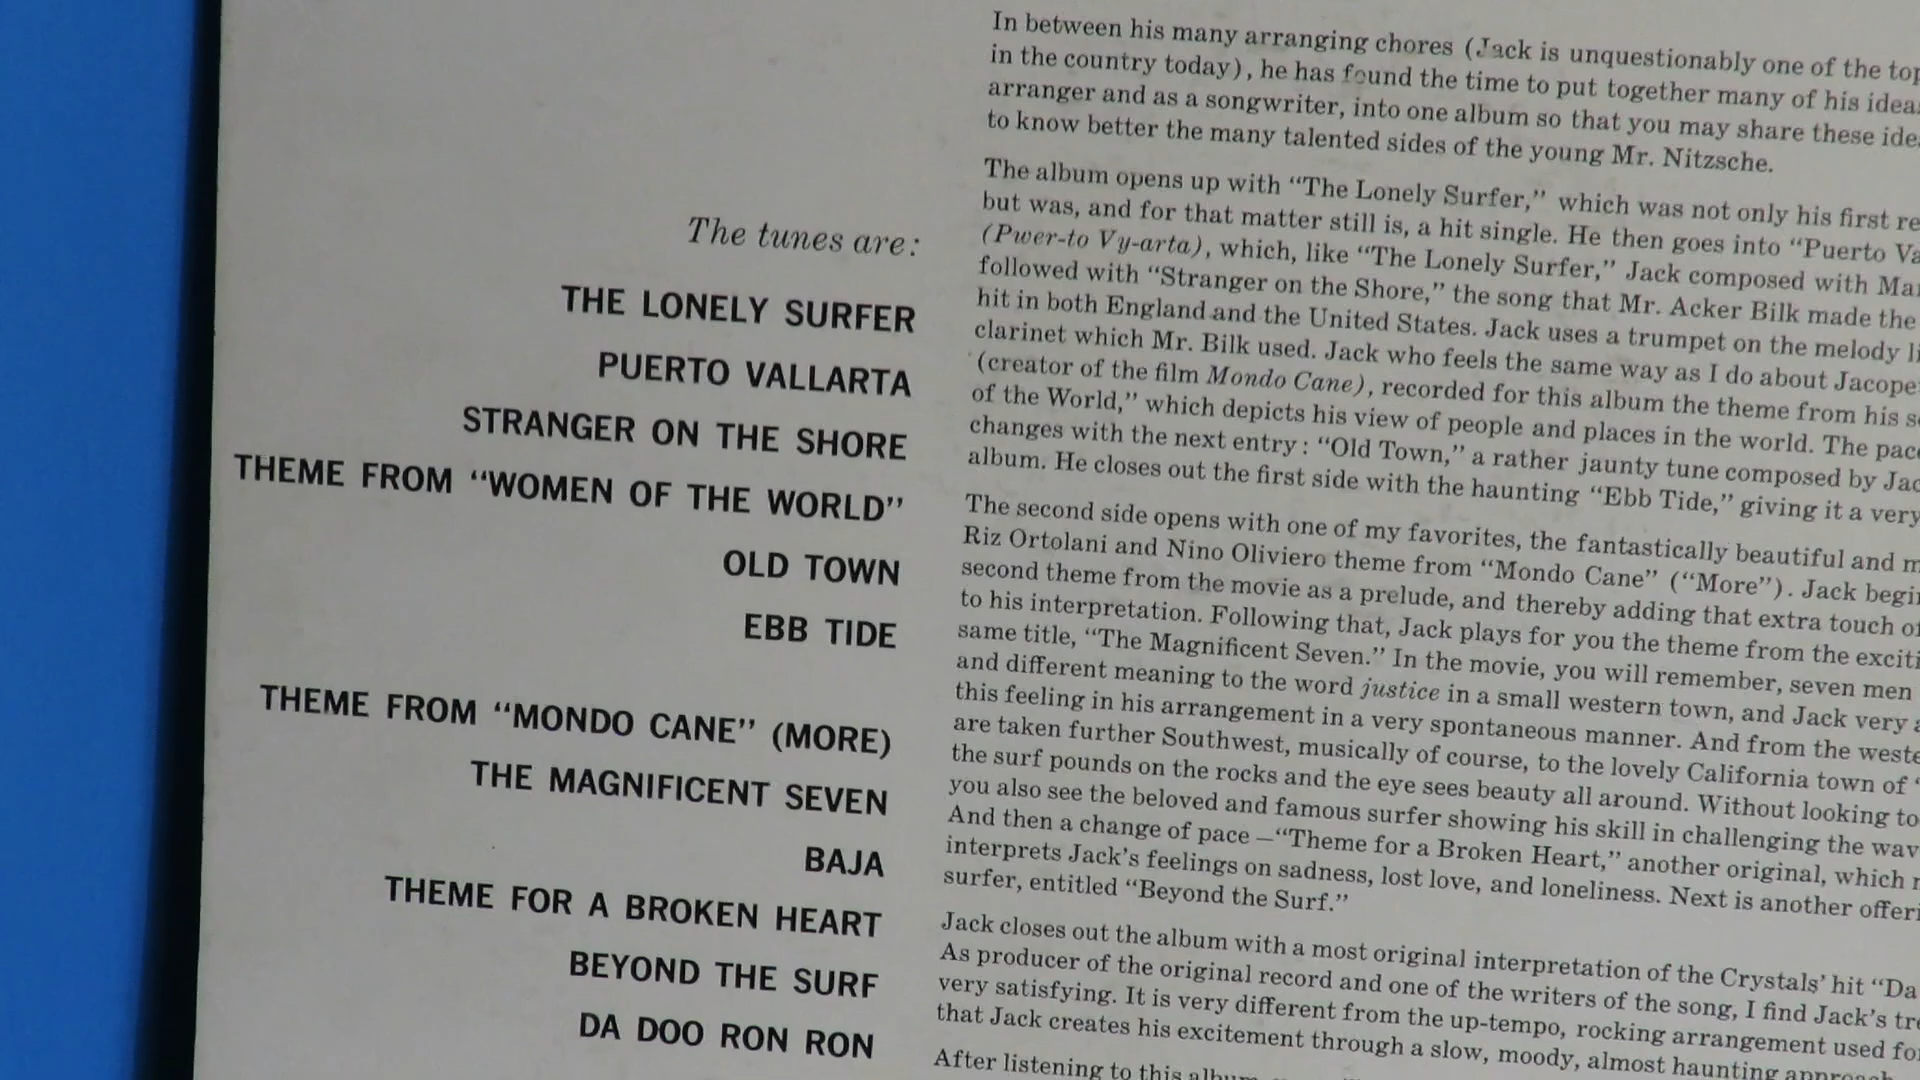 The tunes are:
THE LONELY SURFER
PUERTO VALLARTA
STRANGER ON THE SHORE
THEME FROM “WOMEN OF THE WORLD”
OLD TOWN
EBB TIDE
THEME FROM “MONDO CANE” (MORE)
THE MAGNIFICENT SEVEN
BAJA
THEME FOR A BROKEN HEART
BEYOND THE SURF
DA DOO RON RON
In between his many arranging chores (Jack is unquestionably one of the top
in the country today), he has found the time to put together many of his
arranger and as a songwriter, into one album so that you may share these
to know better the many talented sides of the young Mr. Nitzsche.
The album opens up with “The Lonely Surfer,” which was not only his first
but was, and for that matter still is, a hit single. He then goes into “Puerto
(Pwer-to Vy-arta), which, like “The Lonely Surfer,” Jack composed with
followed with “Stranger on the Shore,” the song that Mr. Acker Bilk made the
hit in both England and the United States. Jack uses a trumpet on the melody
clarinet which Mr. Bilk used. Jack who feels the same way as I do about
(creator of the film Mondo Cane), recorded for this album the theme from his
of the World,” which depicts his view of people and places in the world. The
changes with the next entry: “Old Town,” a rather jaunty tune composed by
album. He closes out the first side with the haunting “Ebb Tide,” giving it a very
The second side opens with one of my favorites, the fantastically beautiful and
Riz Ortolani and Nino Oliviero theme from “Mondo Cane” (“More”). Jack
second theme from the movie as a prelude, and thereby adding that extra touch
to his interpretation. Following that, Jack plays for you the theme from the
same title, “The Magnificent Seven.” In the movie, you will remember, seven men
and different meaning to the word justice in a small western town, and Jack very
this feeling in his arrangement in a very spontaneous manner. And from the
are taken further Southwest, musically of course, to the lovely California town of
the surf pounds on the rocks and the eye sees beauty all around. Without looking
you also see the beloved and famous surfer showing his skill in challenging the
And then a change of pace—“Theme for a Broken Heart,” another original, which
interprets Jack’s feelings on sadness, lost love, and loneliness. Next is another
surfer, entitled “Beyond the Surf.”
Jack closes out the album with a most original interpretation of the Crystals’ hit “Da
As producer of the original record and one of the writers of the song, I find Jack’s
very satisfying. It is very different from the up-tempo, rocking arrangement used
that Jack creates his excitement through a slow, moody, almost haunting
After listening to this